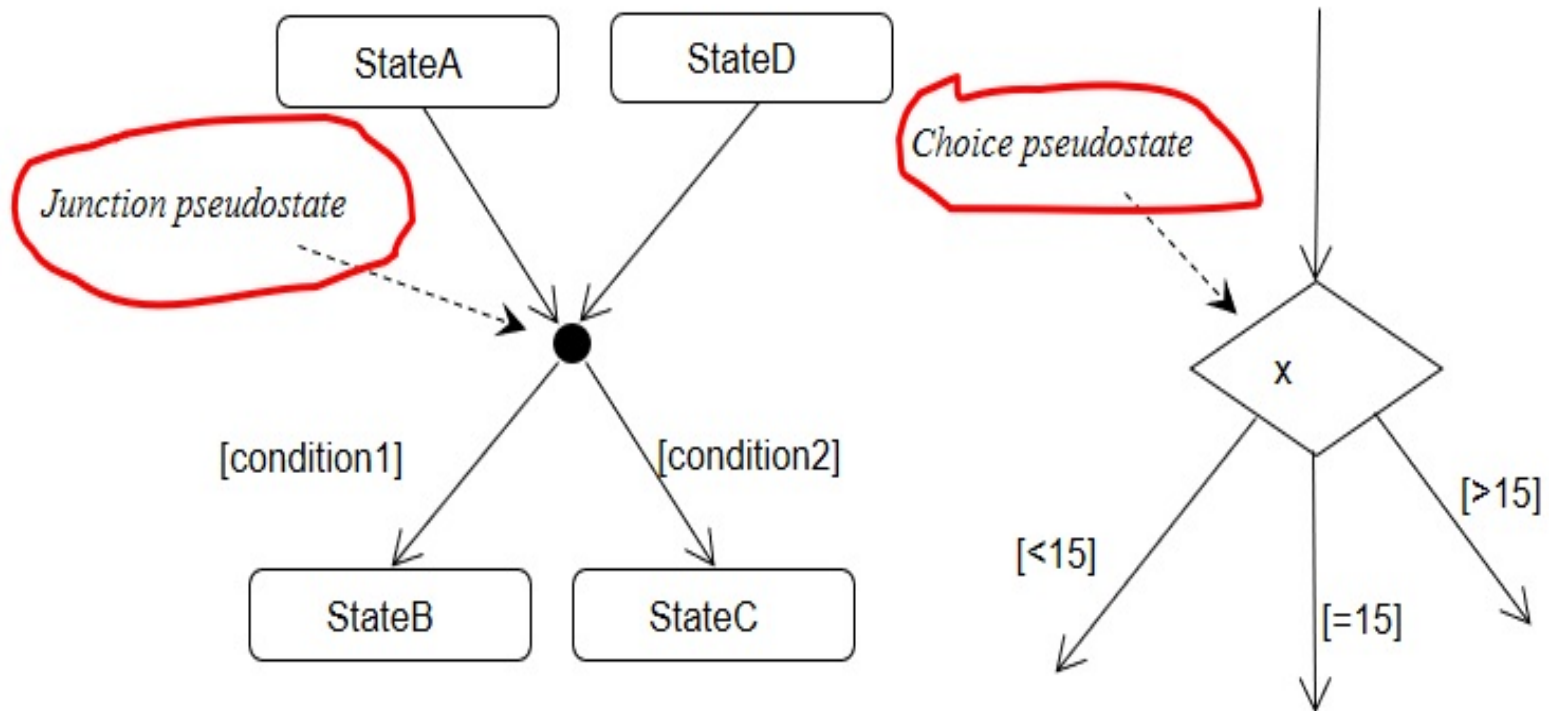 StateA
StateD
Junction pseudostate
Choice pseudostate
x
[condition1]
[condition2]
[<15]
[=15]
[>15]
StateB
StateC